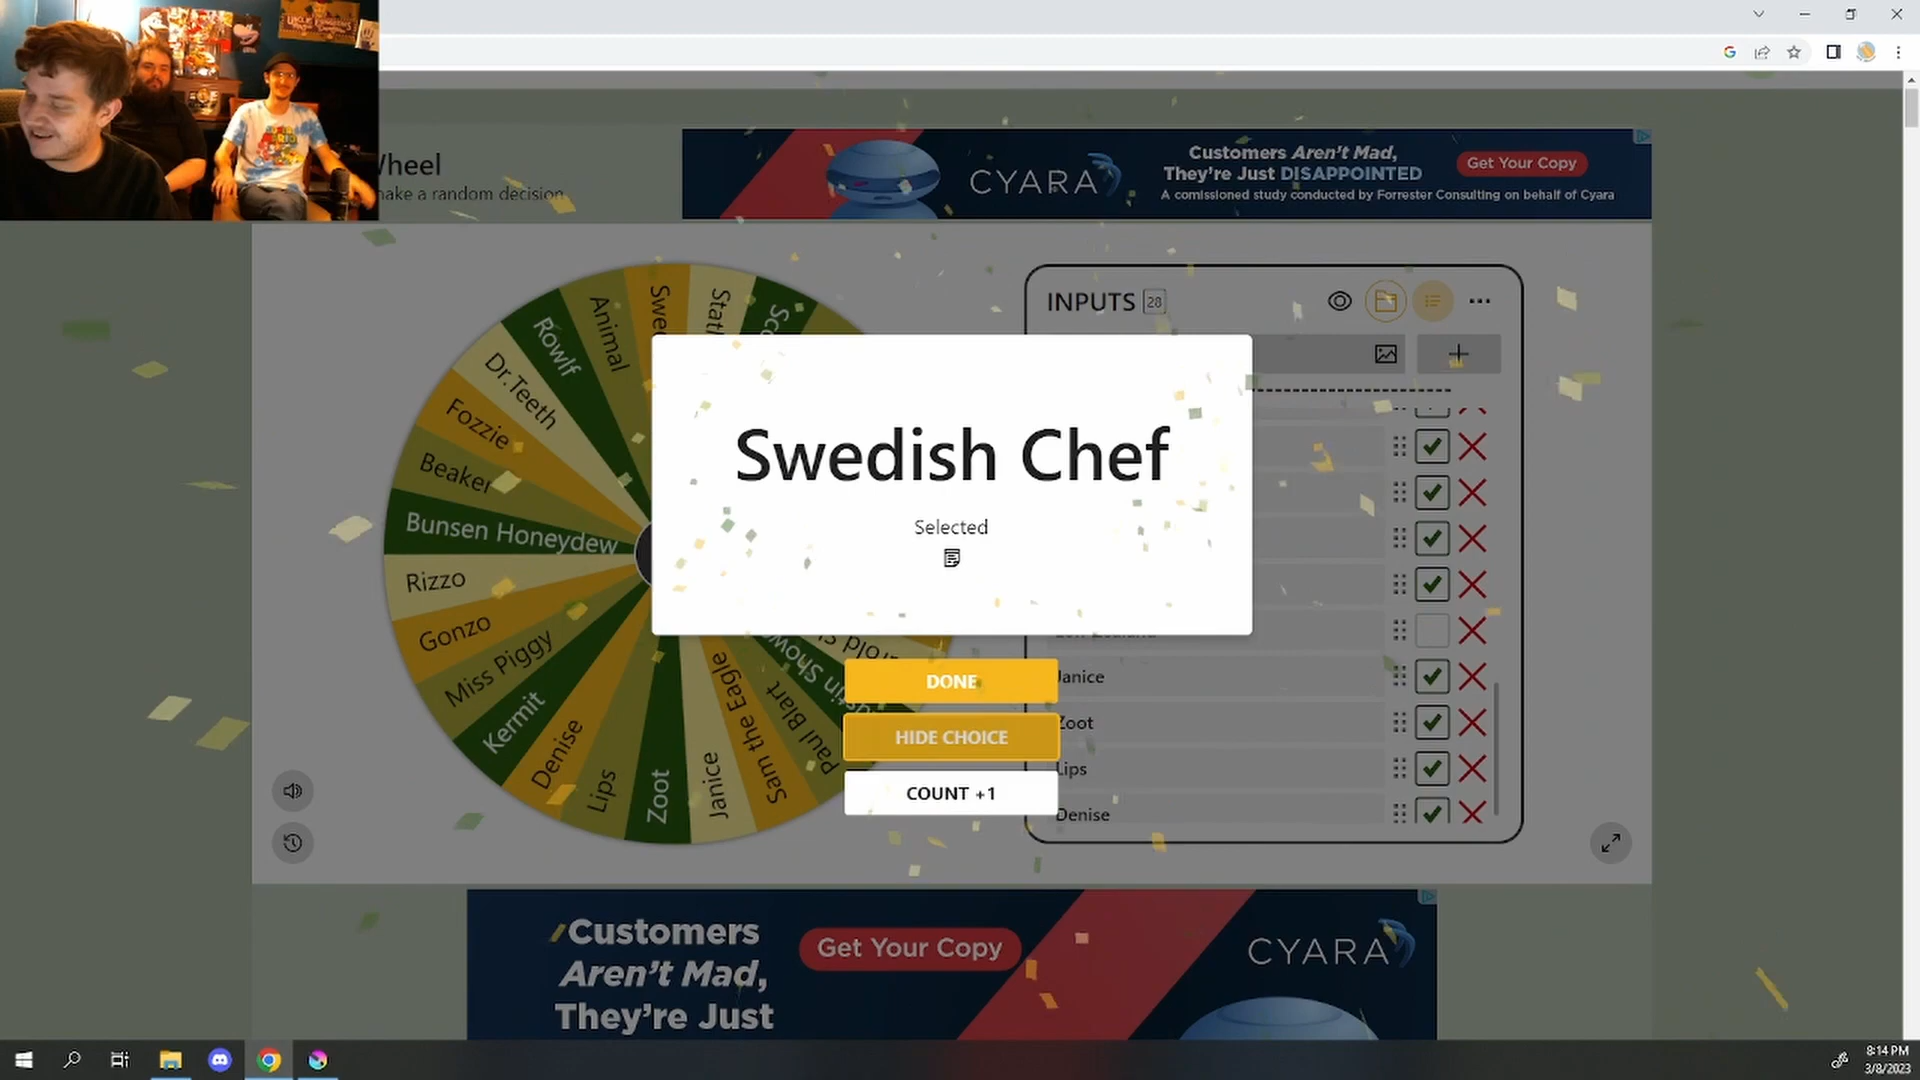 Wheel
make a random decision
CYARA
Customers Aren't Mad,
They're Just DISAPPOINTED
A comissioned study conducted by Forrester Consulting on behalf of Cyara
Get Your Copy
Rowlf
Animal
Swe
Stat
Sc
Dr.Teeth
Fozzie
Beaker
Bunsen Honeydew
Rizzo
Gonzo
Miss Piggy
Kermit
Denise
Lips
Zoot
Janice
Sam the Eagle
Paul Blart
INPUTS 28
Swedish Chef
Selected
DONE
HIDE CHOICE
COUNT +1
Janice
Zoot
Lips
Denise
Customers
Aren't Mad,
They're Just
Get Your Copy
CYARA
8:14 PM
3/8/2023